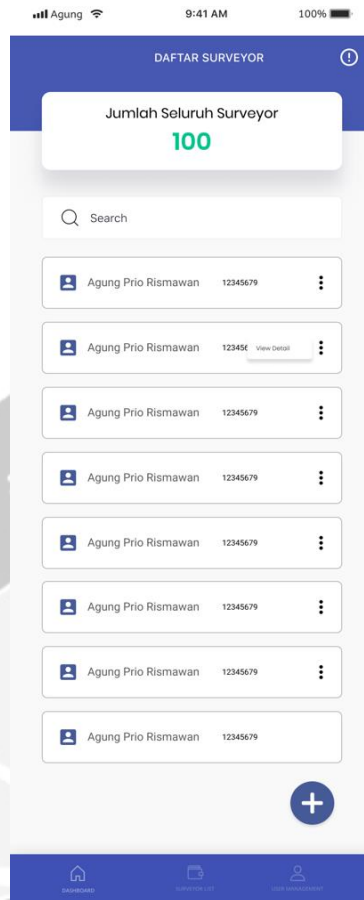 Agung 9:41 AM 100%
DAFTAR SURVEYOR
Jumlah Seluruh Surveyor
100
Search
Agung Prio Rismawan 12345679
Agung Prio Rismawan 12345€ View Detail
Agung Prio Rismawan 12345679
Agung Prio Rismawan 12345679
Agung Prio Rismawan 12345679
Agung Prio Rismawan 12345679
Agung Prio Rismawan 12345679
Agung Prio Rismawan 12345679
DASHBOARD SURVEYOR LIST USER MANAGEMENT